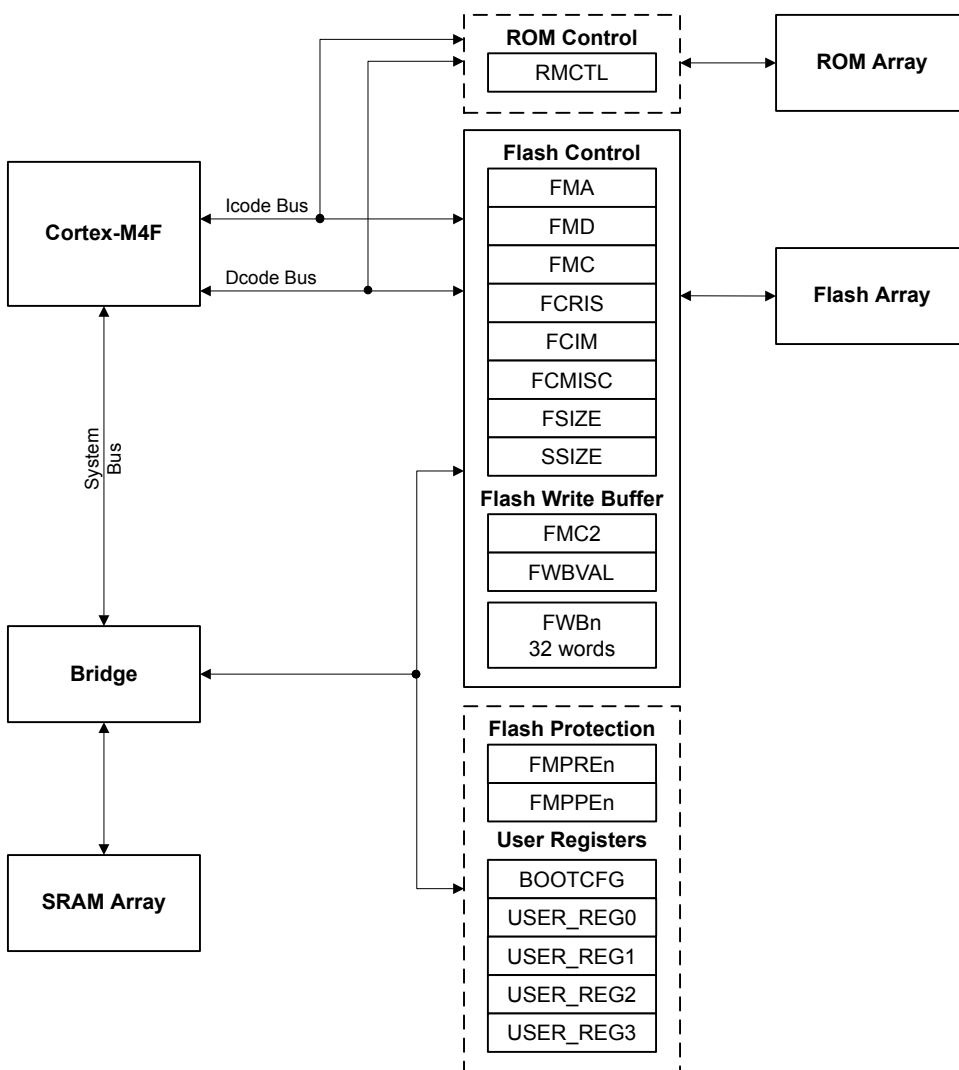 ROM Control
RMCTL
ROM Array
Flash Control
FMA
FMD
FMC
FCRIS
FCIM
FCMISC
FSIZE
SSIZE
Flash Write Buffer
FMC2
FWBVAL
FWBn
32 words
Cortex-M4F
Icode Bus
Dcode Bus
Flash Array
System
Bus
Bridge
SRAM Array
Flash Protection
FMPREn
FMPPEn
User Registers
BOOTCFG
USER_REG0
USER_REG1
USER_REG2
USER_REG3